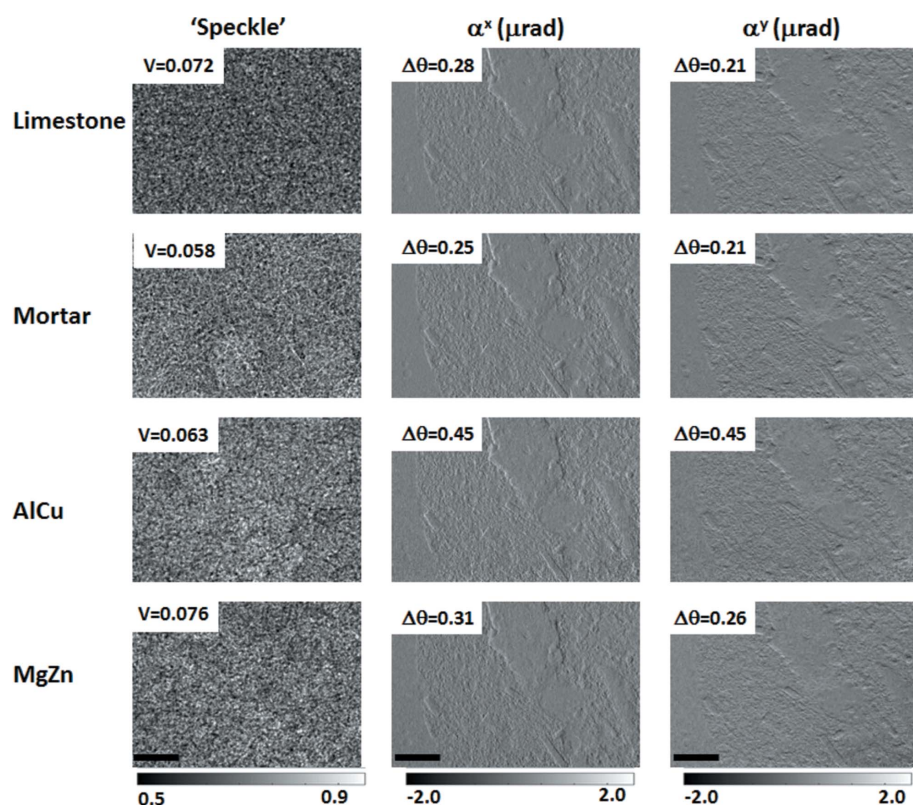 'Speckle' αˣ (μrad) αʸ (μrad)
Limestone V=0.072 Δθ=0.28 Δθ=0.21
Mortar V=0.058 Δθ=0.25 Δθ=0.21
AlCu V=0.063 Δθ=0.45 Δθ=0.45
MgZn V=0.076 Δθ=0.31 Δθ=0.26
0.5 0.9 -2.0 2.0 -2.0 2.0